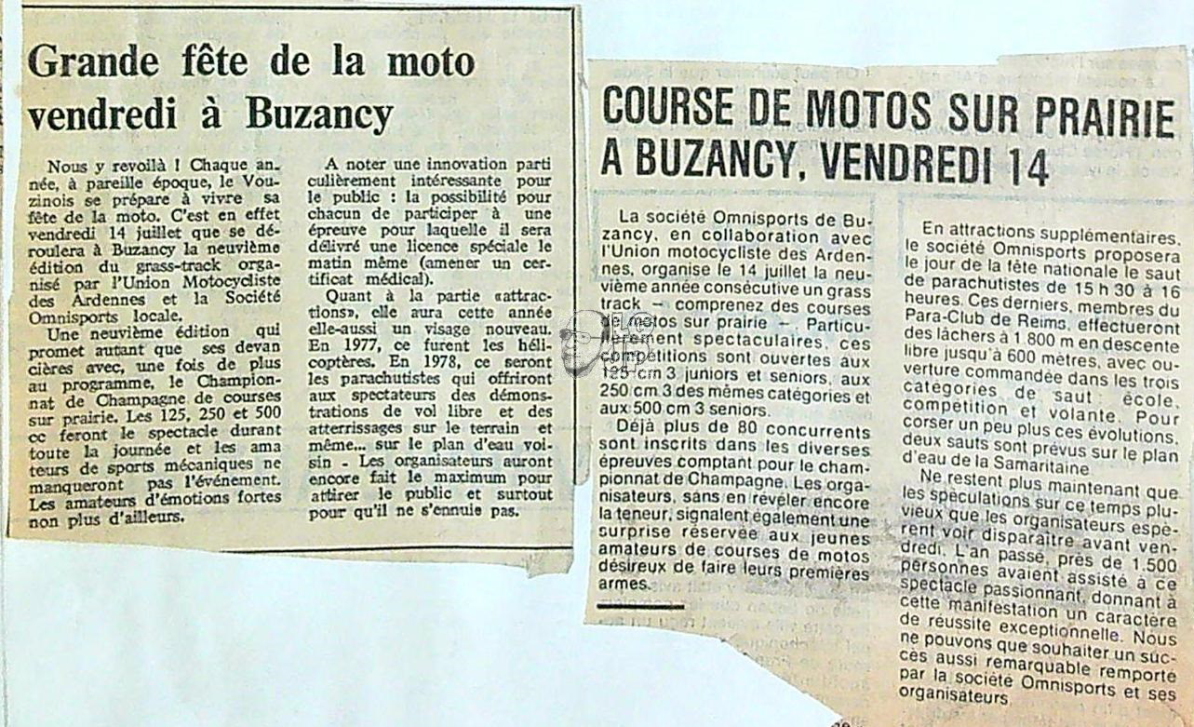 Grande fête de la moto
vendredi à Buzancy
Nous y revoilà ! Chaque an-
née, à pareille époque, le Vou-
zinois se prépare à vivre sa
fête de la moto. C'est en effet
vendredi 14 juillet que se dé-
roulera à Buzancy la neuvième
édition du grass-track orga-
nisé par l'Union Motocycliste
des Ardennes et la Société
Omnisports locale.
Une neuvième édition qui
promet autant que ses devan
cières avec, une fois de plus
au programme, le Champion-
nat de Champagne de courses
sur prairie. Les 125, 250 et 500
cc feront le spectacle durant
toute la journée et les ama
teurs de sports mécaniques ne
manqueront pas l'événement.
Les amateurs d'émotions fortes
non plus d'ailleurs.
A noter une innovation parti
culièrement intéressante pour
le public : la possibilité pour
chacun de participer à une
épreuve pour laquelle il sera
délivré une licence spéciale le
matin même (amener un cer-
tificat médical).
Quant à la partie «attrac-
tions», elle aura cette année
elle-aussi un visage nouveau.
En 1977, ce furent les héli-
coptères. En 1978, ce seront
les parachutistes qui offriront
aux spectateurs des démons-
trations de vol libre et des
atterrissages sur le terrain et
même... sur le plan d'eau voi-
sin - Les organisateurs auront
encore fait le maximum pour
attirer le public et surtout
pour qu'il ne s'ennuie pas.
COURSE DE MOTOS SUR PRAIRIE
A BUZANCY, VENDREDI 14
La société Omnisports de Bu-
zancy, en collaboration avec
l'Union motocycliste des Arden-
nes, organise le 14 juillet la neu-
vième année consécutive un grass
track – comprenez des courses
de motos sur prairie –. Particu-
lièrement spectaculaires, ces
compétitions sont ouvertes aux
125 cm 3 juniors et seniors, aux
250 cm 3 des mêmes catégories et
aux 500 cm 3 seniors.
Déjà plus de 80 concurrents
sont inscrits dans les diverses
épreuves comptant pour le cham-
pionnat de Champagne. Les orga-
nisateurs, sans en révéler encore
la teneur, signalent également une
surprise réservée aux jeunes
amateurs de courses de motos
désireux de faire leurs premières
armes.
En attractions supplémentaires,
le société Omnisports proposera
le jour de la fête nationale le saut
de parachutistes de 15 h 30 à 16
heures. Ces derniers, membres du
Para-Club de Reims, effectueront
des lâchers à 1.800 m en descente
libre jusqu'à 600 mètres, avec ou-
verture commandée dans les trois
catégories de saut : école,
compétition et volante. Pour
corser un peu plus ces évolutions,
deux sauts sont prévus sur le plan
d'eau de la Samaritaine
Ne restent plus maintenant que
les spéculations sur ce temps plu-
vieux que les organisateurs espè-
rent voir disparaître avant ven-
dredi. L'an passé, près de 1.500
personnes avaient assisté à ce
spectacle passionnant, donnant à
cette manifestation un caractère
de réussite exceptionnelle. Nous
ne pouvons que souhaiter un suc-
cès aussi remarquable remporté
par la société Omnisports et ses
organisateurs